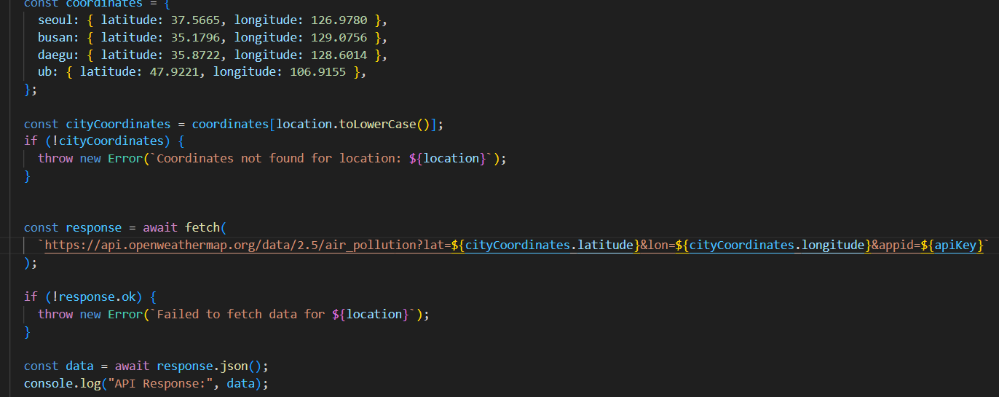 const coordinates = {
seoul: { latitude: 37.5665, longitude: 126.9780 },
busan: { latitude: 35.1796, longitude: 129.0756 },
daegu: { latitude: 35.8722, longitude: 128.6014 },
ub: { latitude: 47.9221, longitude: 106.9155 },
};
const cityCoordinates = coordinates[location.toLowerCase()];
if (!cityCoordinates) {
throw new Error(`Coordinates not found for location: ${location}`);
}
const response = await fetch(
`https://api.openweathermap.org/data/2.5/air_pollution?lat=${cityCoordinates.latitude}&lon=${cityCoordinates.longitude}&appid=${apiKey}`
);
if (!response.ok) {
throw new Error(`Failed to fetch data for ${location}`);
}
const data = await response.json();
console.log("API Response:", data);